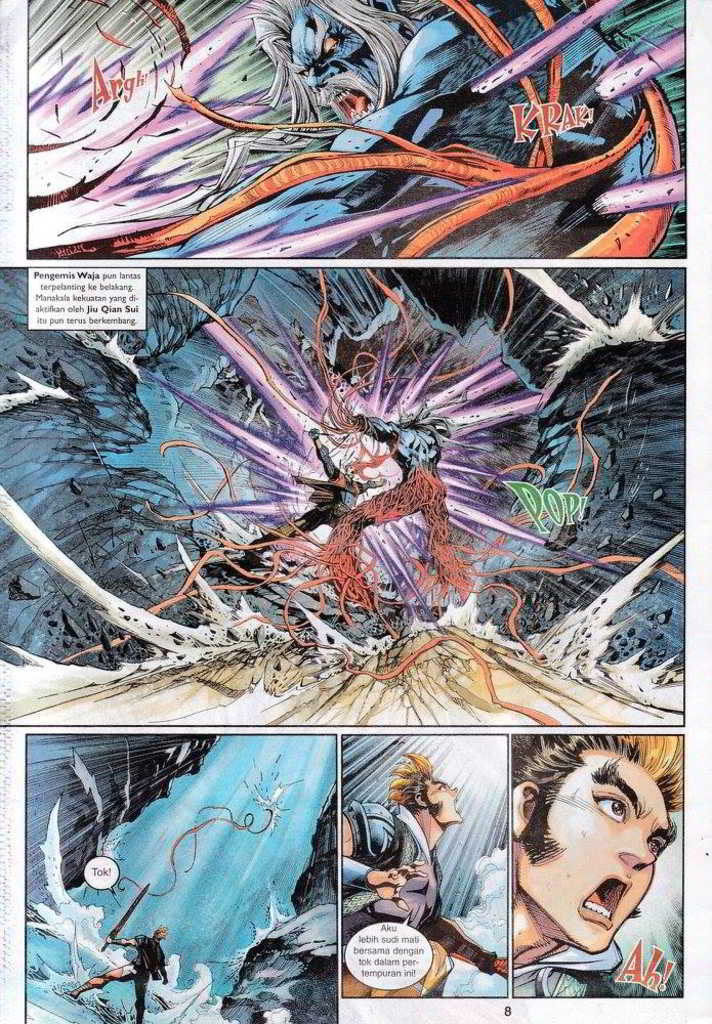 Argh!
KRAK!
Pengemis Waja pun lantas
terpelanting ke belakang.
Manakala kekuatan yang di-
aktifkan oleh Jiu Qian Sui
itu pun terus berkembang.
POP!
Tok!
Aku
lebih sudi mati
bersama dengan
tok dalam per-
tempuran ini!
Ah!
8